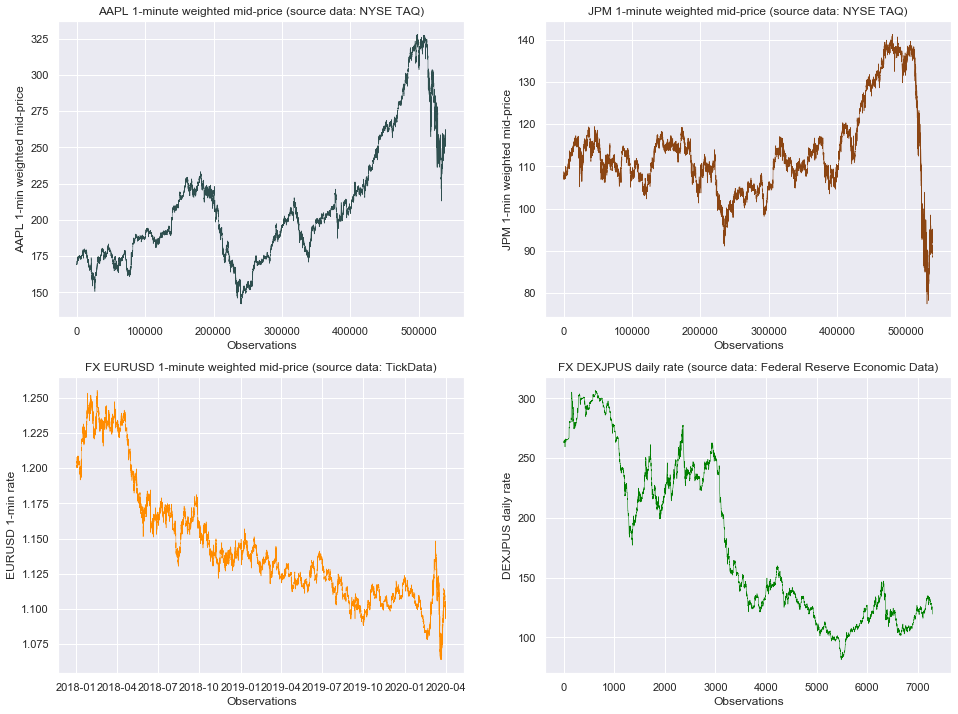 AAPL 1-minute weighted mid-price (source data: NYSE TAQ)
AAPL 1-min weighted mid-price
325
300
275
250
225
200
175
150
0 100000 200000 300000 400000 500000
Observations
JPM 1-minute weighted mid-price (source data: NYSE TAQ)
JPM 1-min weighted mid-price
140
130
120
110
100
90
80
0 100000 200000 300000 400000 500000
Observations
FX EURUSD 1-minute weighted mid-price (source data: TickData)
EURUSD 1-min rate
1.250
1.225
1.200
1.175
1.150
1.125
1.100
1.075
2018-01 2018-04 2018-07 2018-10 2019-01 2019-04 2019-07 2019-10 2020-01 2020-04
Observations
FX DEXJPUS daily rate (source data: Federal Reserve Economic Data)
DEXJPUS daily rate
300
250
200
150
100
0 1000 2000 3000 4000 5000 6000 7000
Observations